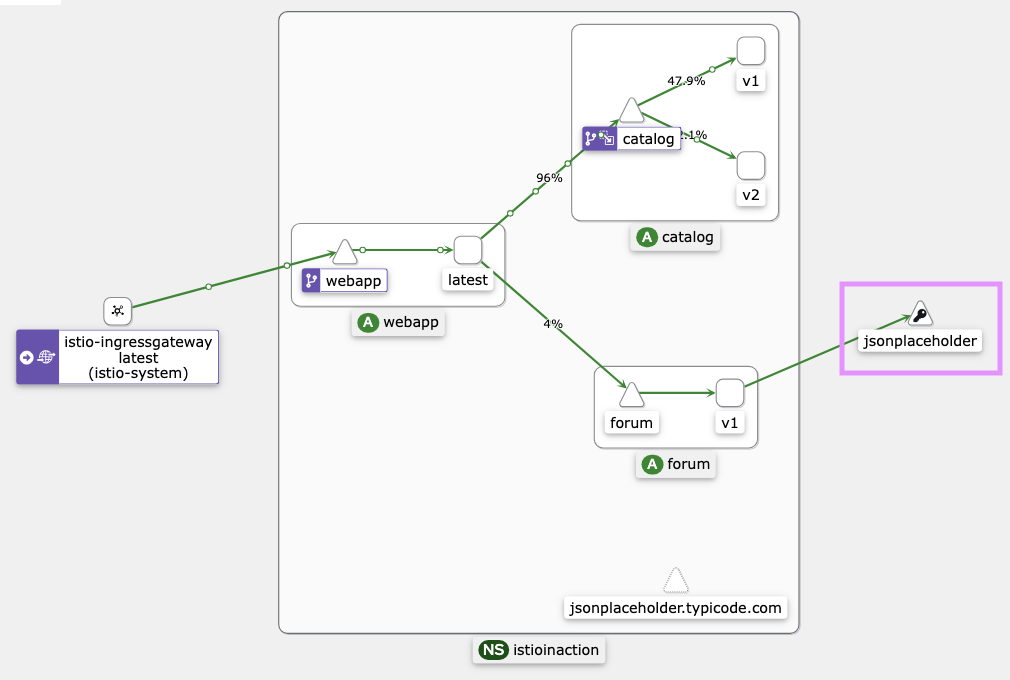 47.9%
v1
2.1%
catalog
v2
96%
A catalog
webapp
latest
A webapp
4%
istio-ingressgateway
latest
(istio-system)
jsonplaceholder
forum
v1
A forum
jsonplaceholder.typicode.com
NS istioinaction